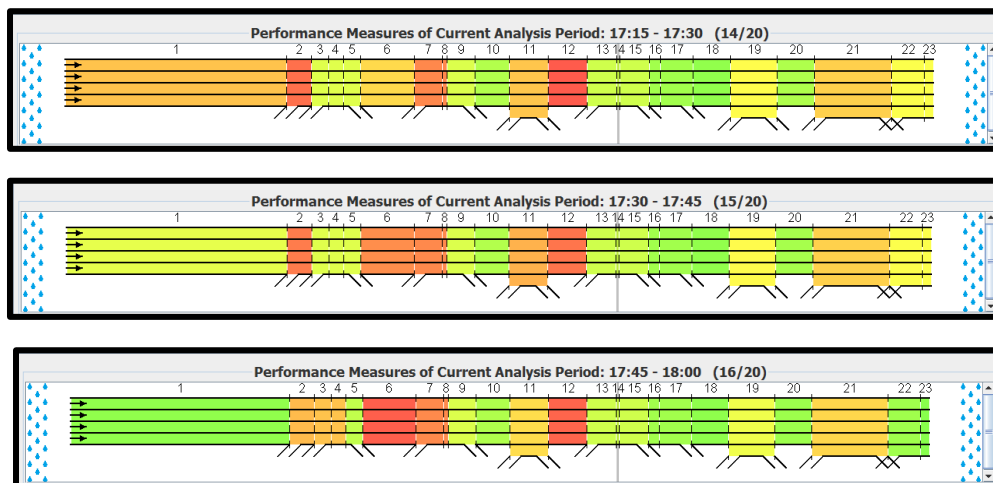 Performance Measures of Current Analysis Period: 17:15 - 17:30 (14/20)
1 2 3 4 5 6 7 8 9 10 11 12 13 14 15 16 17 18 19 20 21 22 23
Performance Measures of Current Analysis Period: 17:30 - 17:45 (15/20)
1 2 3 4 5 6 7 8 9 10 11 12 13 14 15 16 17 18 19 20 21 22 23
Performance Measures of Current Analysis Period: 17:45 - 18:00 (16/20)
1 2 3 4 5 6 7 8 9 10 11 12 13 14 15 16 17 18 19 20 21 22 23